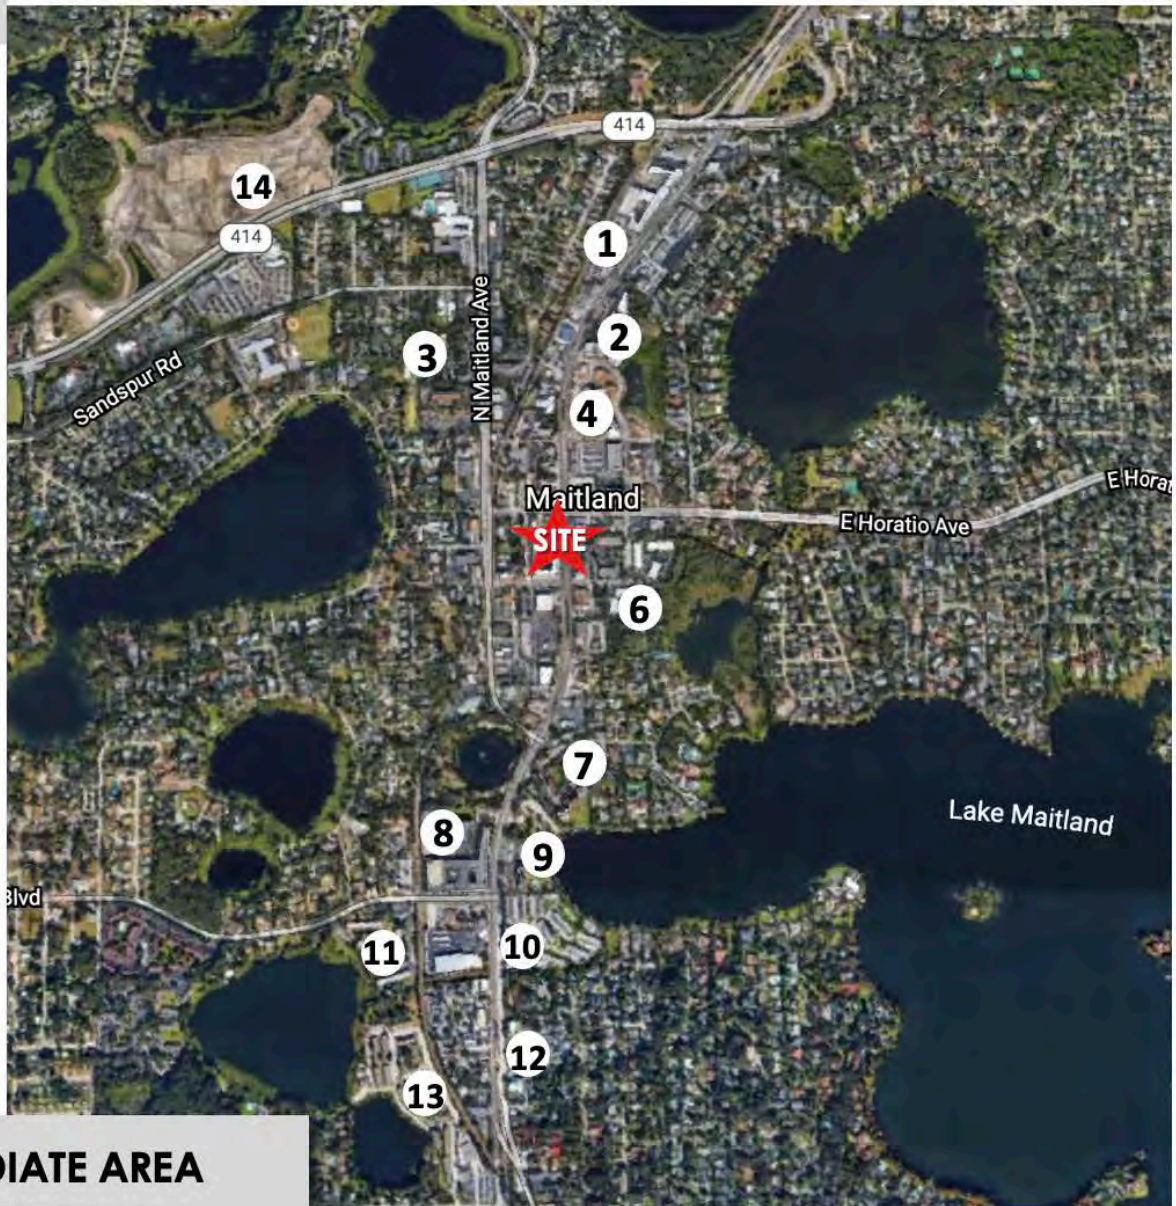 414
14
414
1
N Maitland Ave
2
3
Sandspur Rd
4
Maitland
E Horat
E Horatio Ave
SITE
6
7
Lake Maitland
8
9
Blvd
10
11
12
13
DIATE AREA